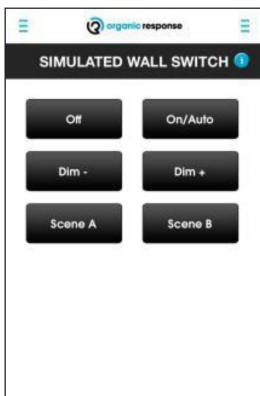 organic response
SIMULATED WALL SWITCH i
Off On/Auto
Dim - Dim +
Scene A Scene B